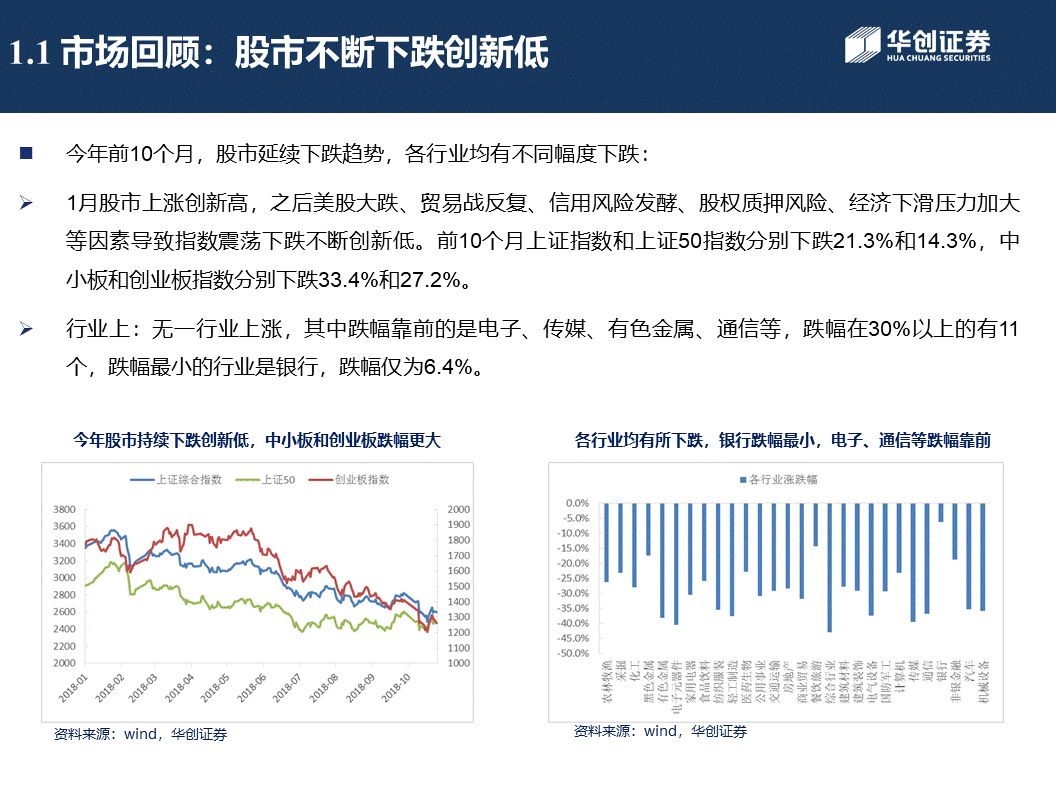 1.1 市场回顾：股市不断下跌创新低
华创证券
HUA CHUANG SECURITIES
今年前10个月，股市延续下跌趋势，各行业均有不同幅度下跌：
1月股市上涨创新高，之后美股大跌、贸易战反复、信用风险发酵、股权质押风险、经济下滑压力加大
等因素导致指数震荡下跌不断创新低。前10个月上证指数和上证50指数分别下跌21.3%和14.3%，中
小板和创业板指数分别下跌33.4%和27.2%。
行业上：无一行业上涨，其中跌幅靠前的是电子、传媒、有色金属、通信等，跌幅在30%以上的有11
个，跌幅最小的行业是银行，跌幅仅为6.4%。
今年股市持续下跌创新低，中小板和创业板跌幅更大
上证综合指数 上证50 创业板指数
3800
3600
3400
3200
3000
2800
2600
2400
2200
2000
2000
1900
1800
1700
1600
1500
1400
1300
1200
1100
1000
2018-01
2018-02
2018-03
2018-04
2018-05
2018-06
2018-07
2018-08
2018-09
2018-10
资料来源：wind，华创证券
各行业均有所下跌，银行跌幅最小，电子、通信等跌幅靠前
各行业涨跌幅
0.0%
-5.0%
-10.0%
-15.0%
-20.0%
-25.0%
-30.0%
-35.0%
-40.0%
-45.0%
-50.0%
农林牧渔
采掘
化工
黑色金属
有色金属
电子元器件
家用电器
食品饮料
纺织服装
轻工制造
医药生物
公用事业
交通运输
房地产
商业贸易
餐饮旅游
综合行业
建筑材料
建筑装饰
电气设备
国防军工
计算机
传媒
通信
银行
非银金融
汽车
机械设备
资料来源：wind，华创证券